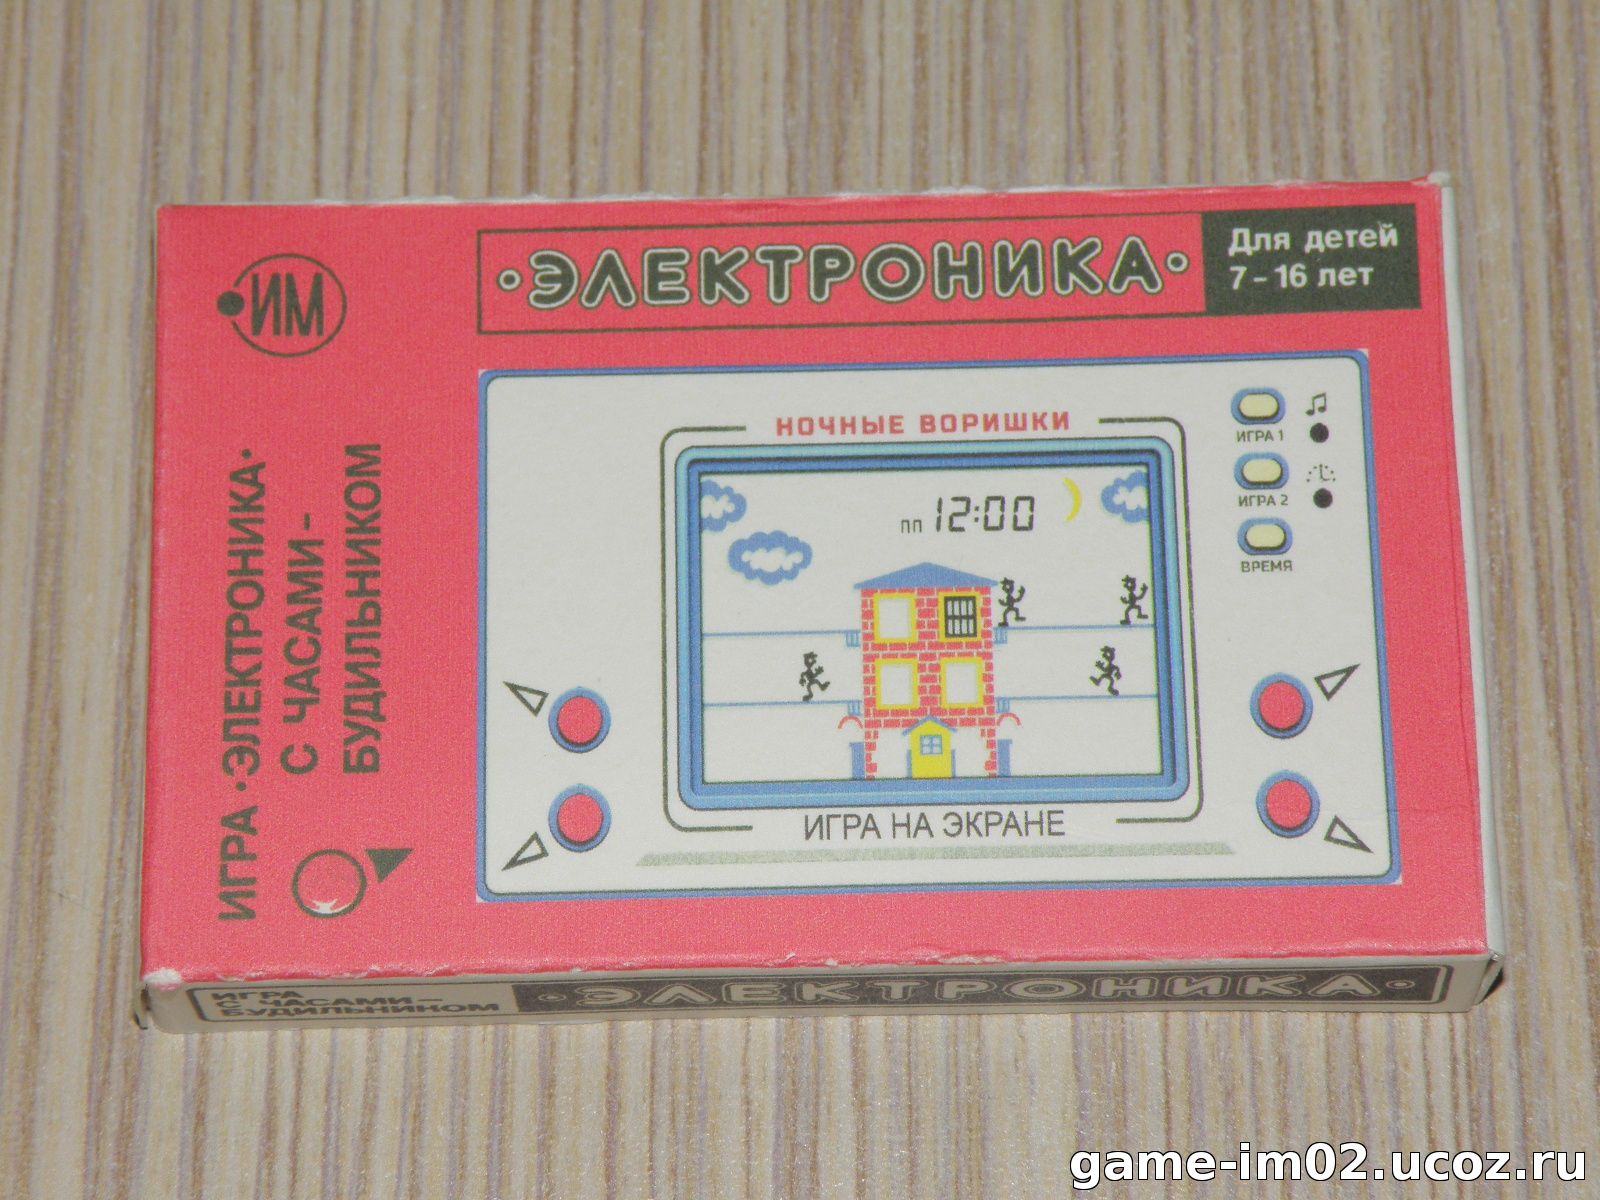 ИМ
ИГРА •ЭЛЕКТРОНИКА•
С ЧАСАМИ –
БУДИЛЬНИКОМ
•ЭЛЕКТРОНИКА•
Для детей
7 – 16 лет
НОЧНЫЕ ВОРИШКИ
пп 12:00
ИГРА 1
ИГРА 2
ВРЕМЯ
ИГРА НА ЭКРАНЕ
ИГРА
С ЧАСАМИ—
БУДИЛЬНИКОМ
•ЭЛЕКТРОНИКА•
game-im02.ucoz.ru